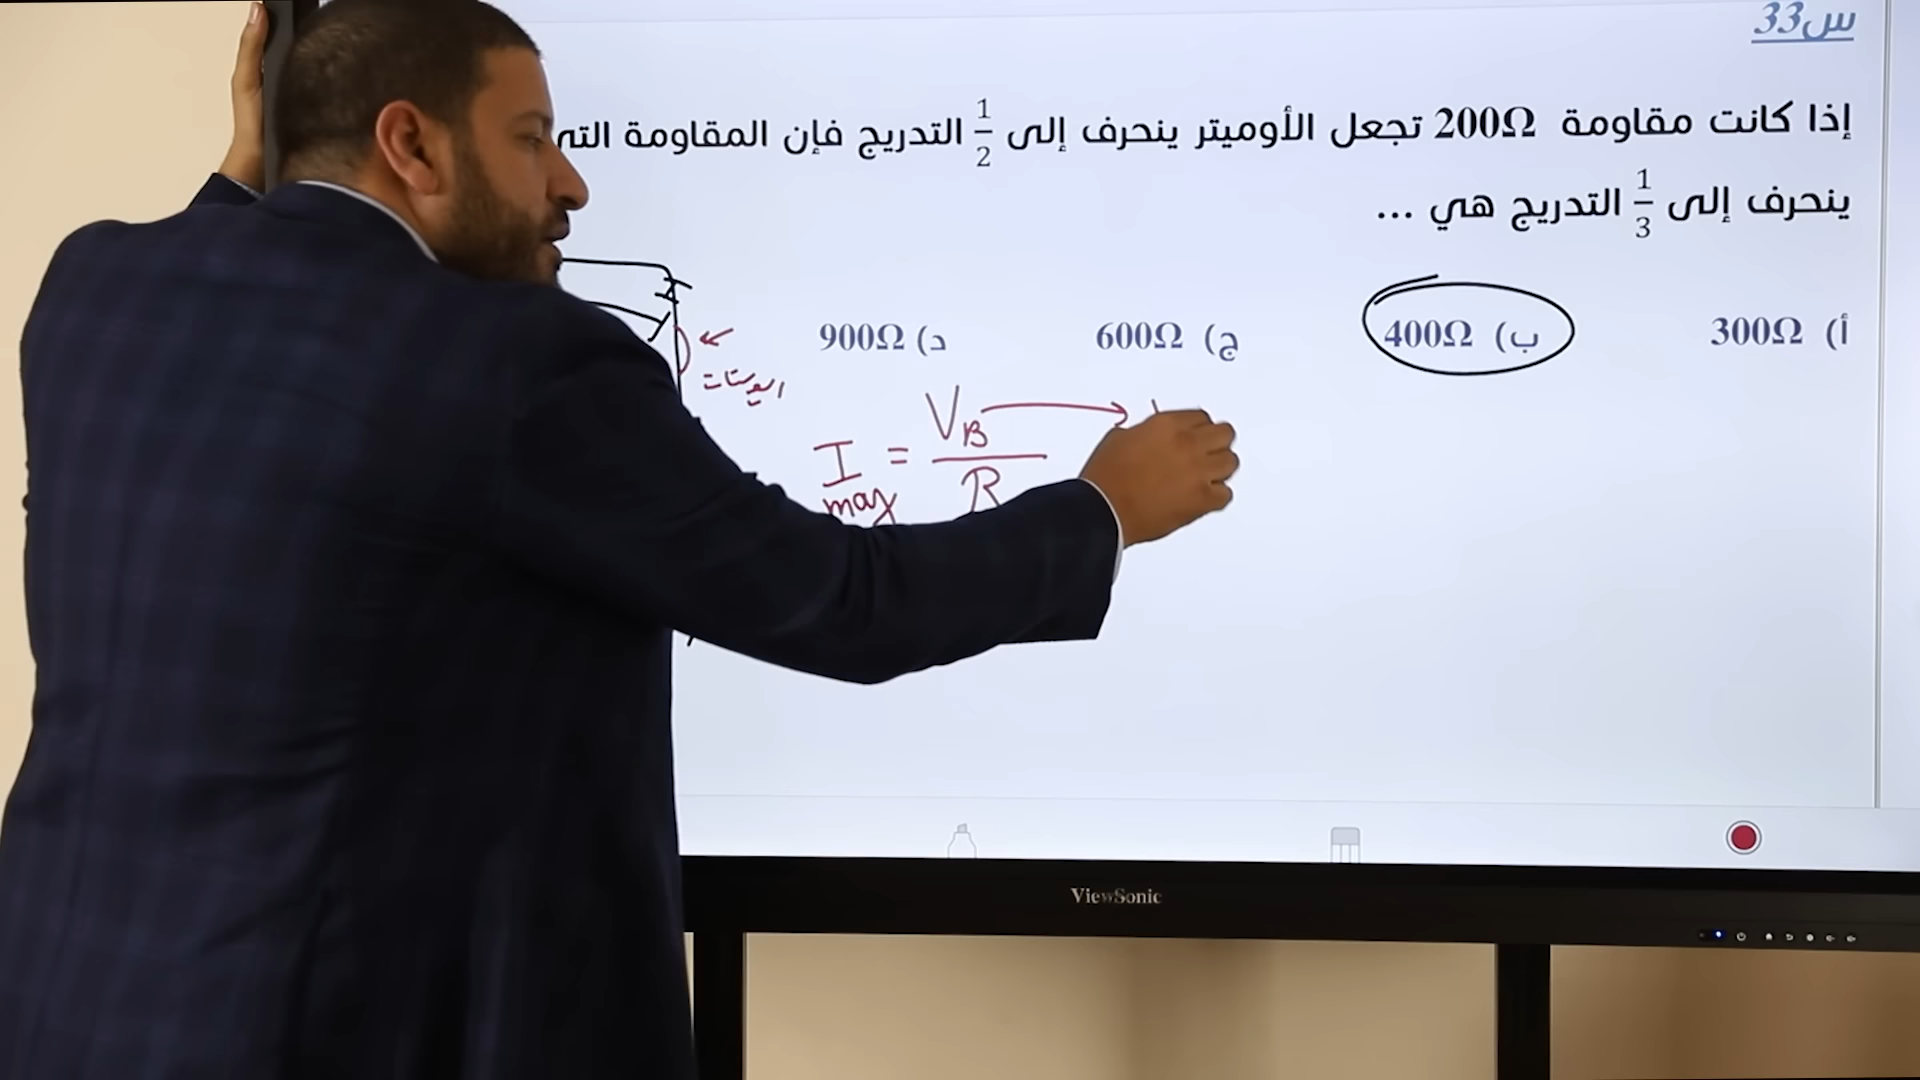 س33
إذا كانت مقاومة 200Ω تجعل الأوميتر ينحرف إلى 1/2 التدريج فإن المقاومة التي
ينحرف إلى 1/3 التدريج هي ...
أ) 300Ω ب) 400Ω ج) 600Ω د) 900Ω
I max = V_B / R
ViewSonic